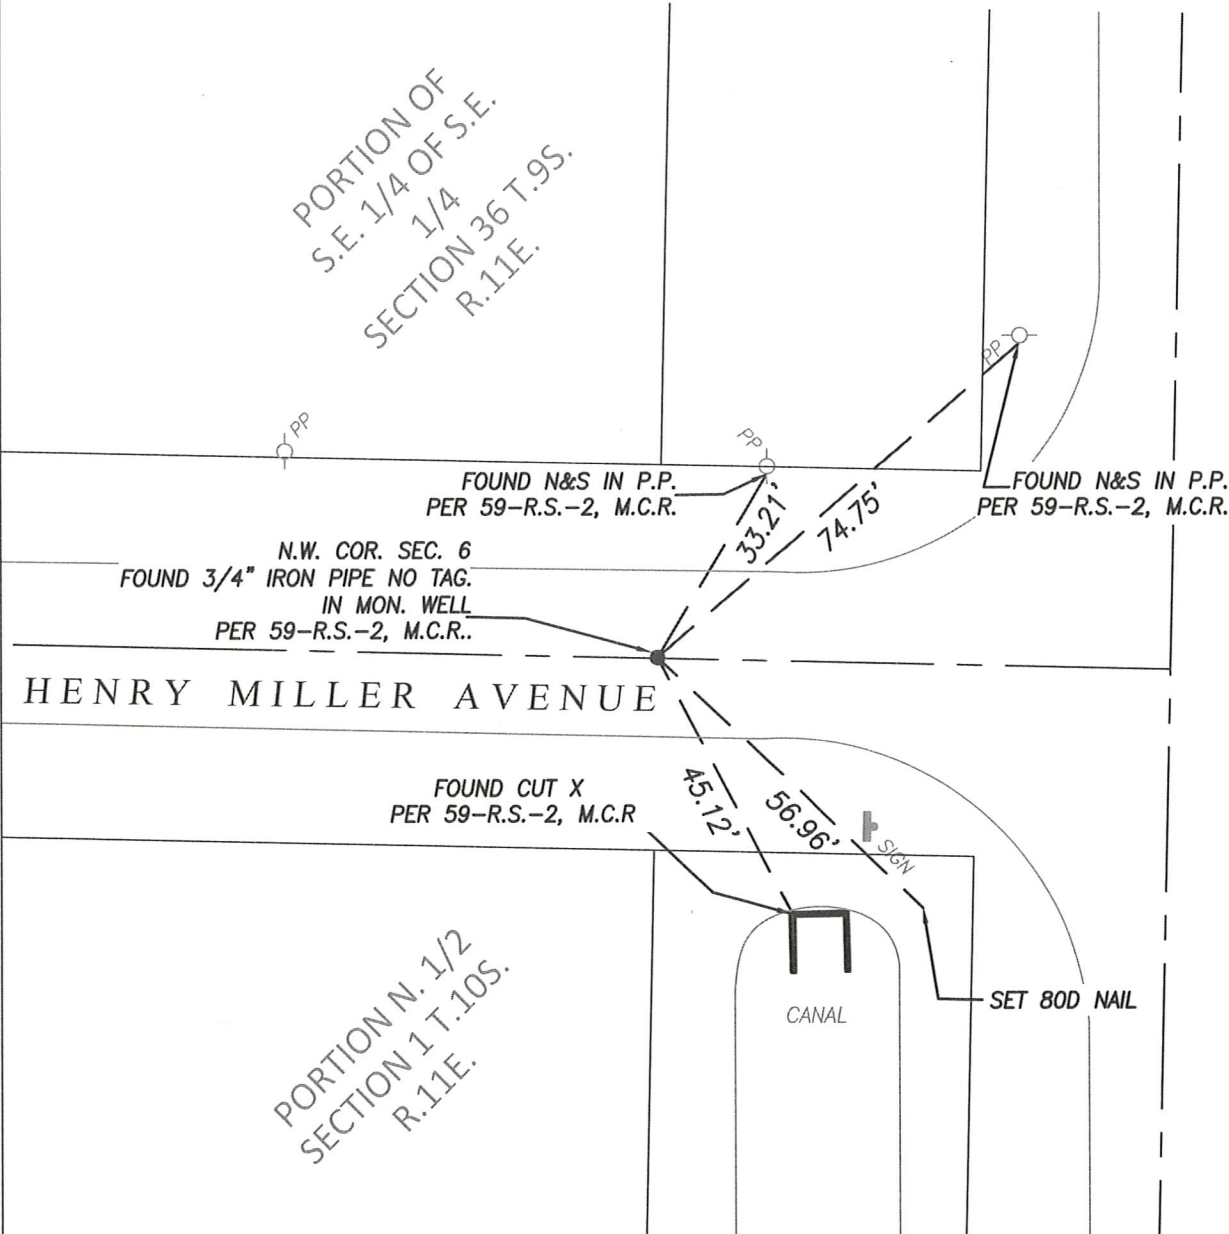 PORTION OF
S.E. 1/4 OF S.E.
1/4
SECTION 36 T.9S.
R.11E.
PP
PP
PP
FOUND N&S IN P.P.
PER 59-R.S.-2, M.C.R.
FOUND N&S IN P.P.
PER 59-R.S.-2, M.C.R.
33.21'
74.75'
N.W. COR. SEC. 6
FOUND 3/4" IRON PIPE NO TAG.
IN MON. WELL
PER 59-R.S.-2, M.C.R..
HENRY MILLER AVENUE
FOUND CUT X
PER 59-R.S.-2, M.C.R
45.12'
56.96'
SIGN
SET 80D NAIL
CANAL
PORTION N. 1/2
SECTION 1 T.10S.
R.11E.